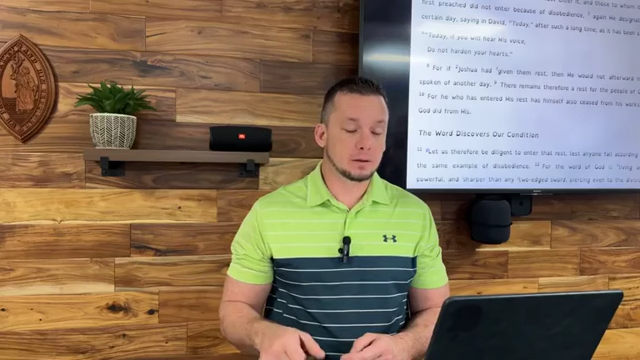 first preached did not enter because of disobedience, 7 again He designa
certain day, saying in David, "Today," after such a long time, as it has been s
"Today, if you will hear His voice,
Do not harden your hearts."
8 For if Joshua had given them rest, then He would not afterward
spoken of another day. 9 There remains therefore a rest for the people of G
10 For he who has entered His rest has himself also ceased from his works
God did from His.
The Word Discovers Our Condition
11 Let us therefore be diligent to enter that rest, lest anyone fall according
the same example of disobedience. 12 For the word of God is living a
powerful, and sharper than any two-edged sword, piercing even to the divisi
JBL